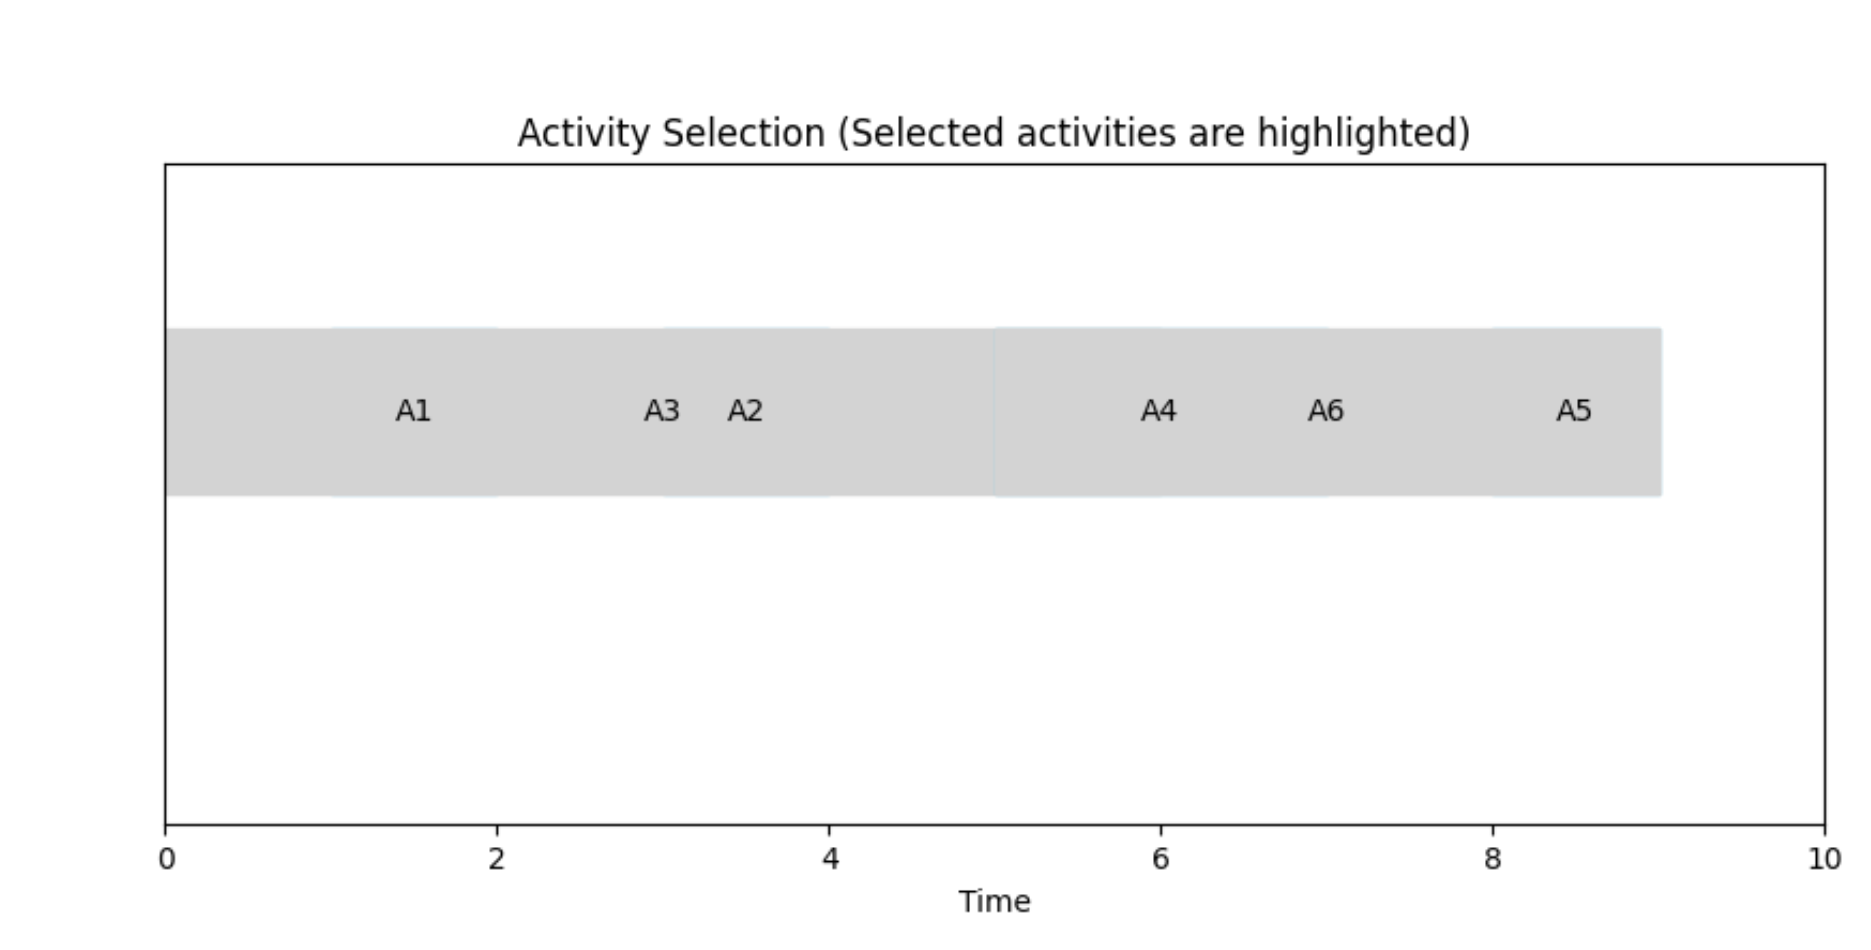 Activity Selection (Selected activities are highlighted)
A1 A3 A2 A4 A6 A5
0 2 4 6 8 10
Time